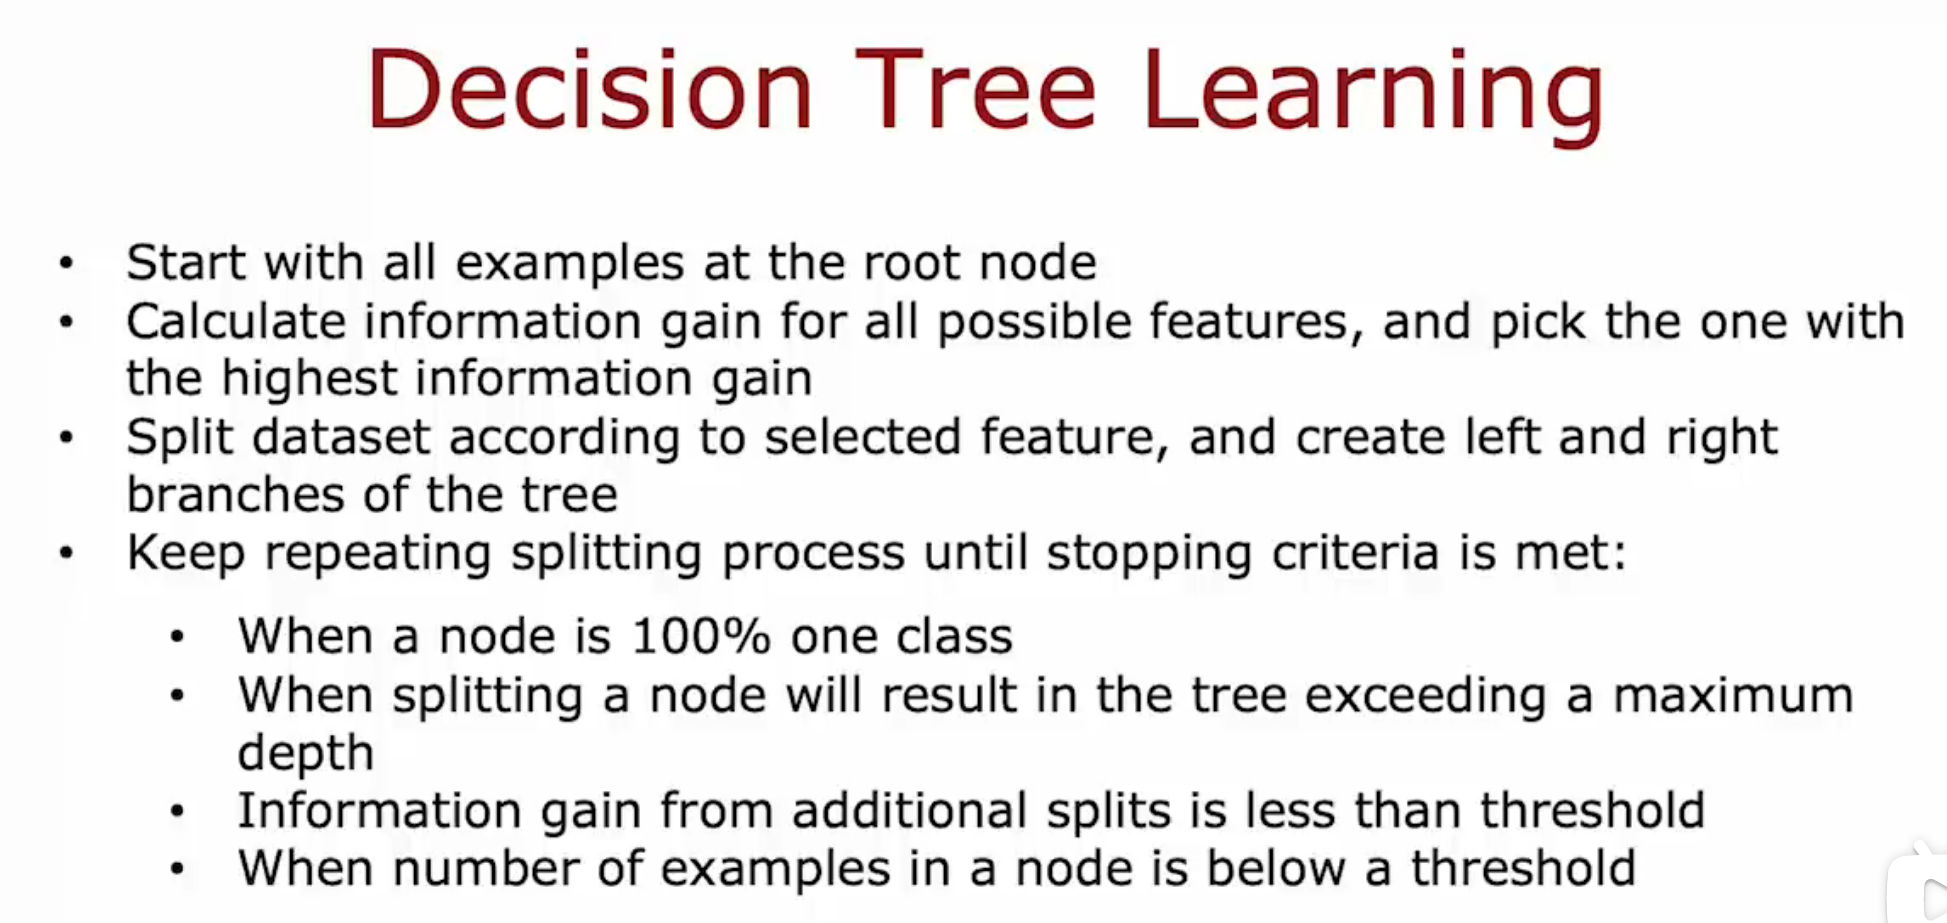 Decision Tree Learning
• Start with all examples at the root node
• Calculate information gain for all possible features, and pick the one with
the highest information gain
• Split dataset according to selected feature, and create left and right
branches of the tree
• Keep repeating splitting process until stopping criteria is met:
• When a node is 100% one class
• When splitting a node will result in the tree exceeding a maximum
depth
• Information gain from additional splits is less than threshold
• When number of examples in a node is below a threshold